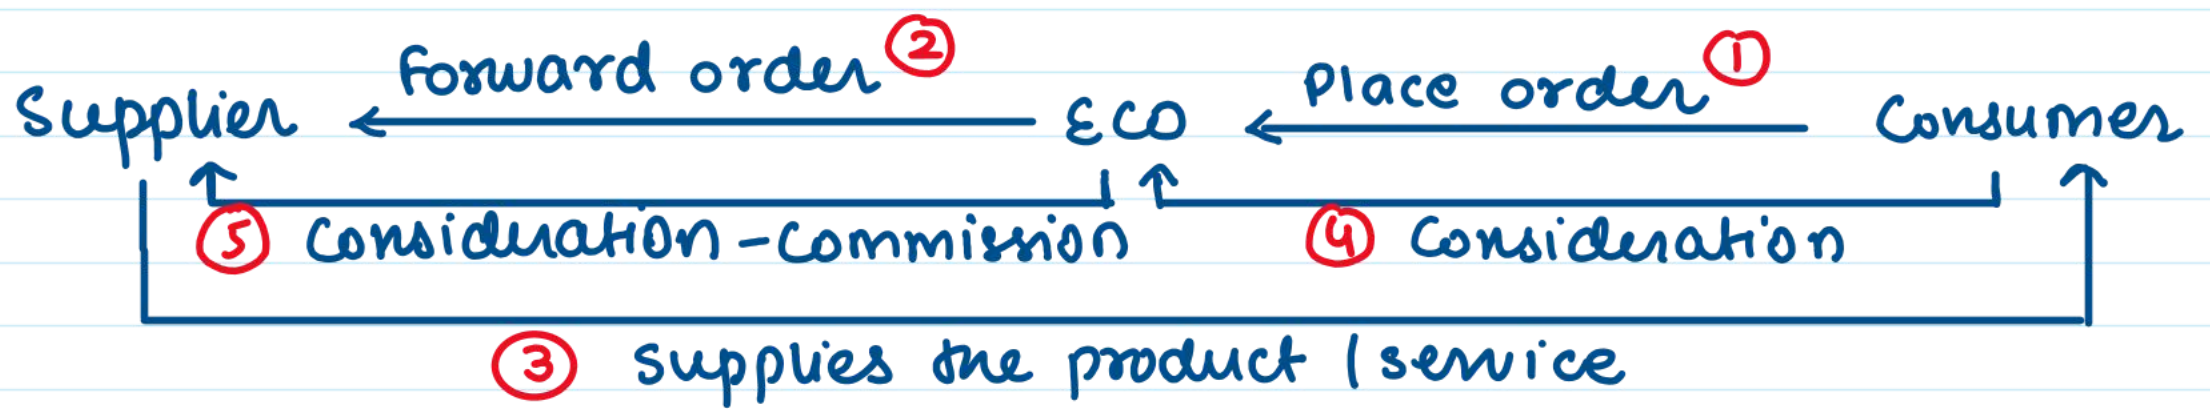 Forward order ② Place order ①
Supplier ECO Consumer
⑤ Consideration - Commission ④ Consideration
③ Supplies the product / service